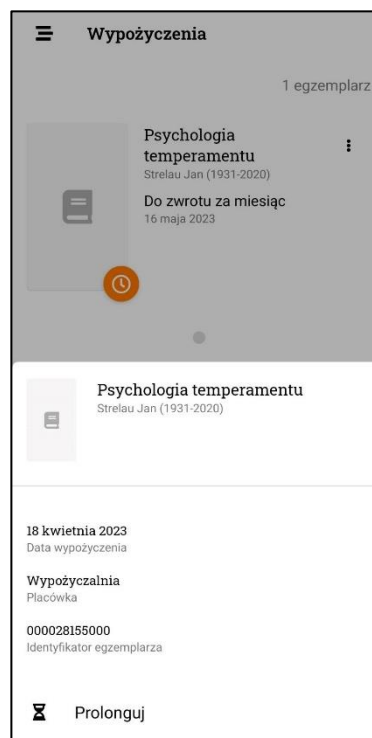 Wypożyczenia
1 egzemplarz
Psychologia
temperamentu
Strelau Jan (1931-2020)
Do zwrotu za miesiąc
16 maja 2023
Psychologia temperamentu
Strelau Jan (1931-2020)
18 kwietnia 2023
Data wypożyczenia
Wypożyczalnia
Placówka
000028155000
Identyfikator egzemplarza
Prolonguj